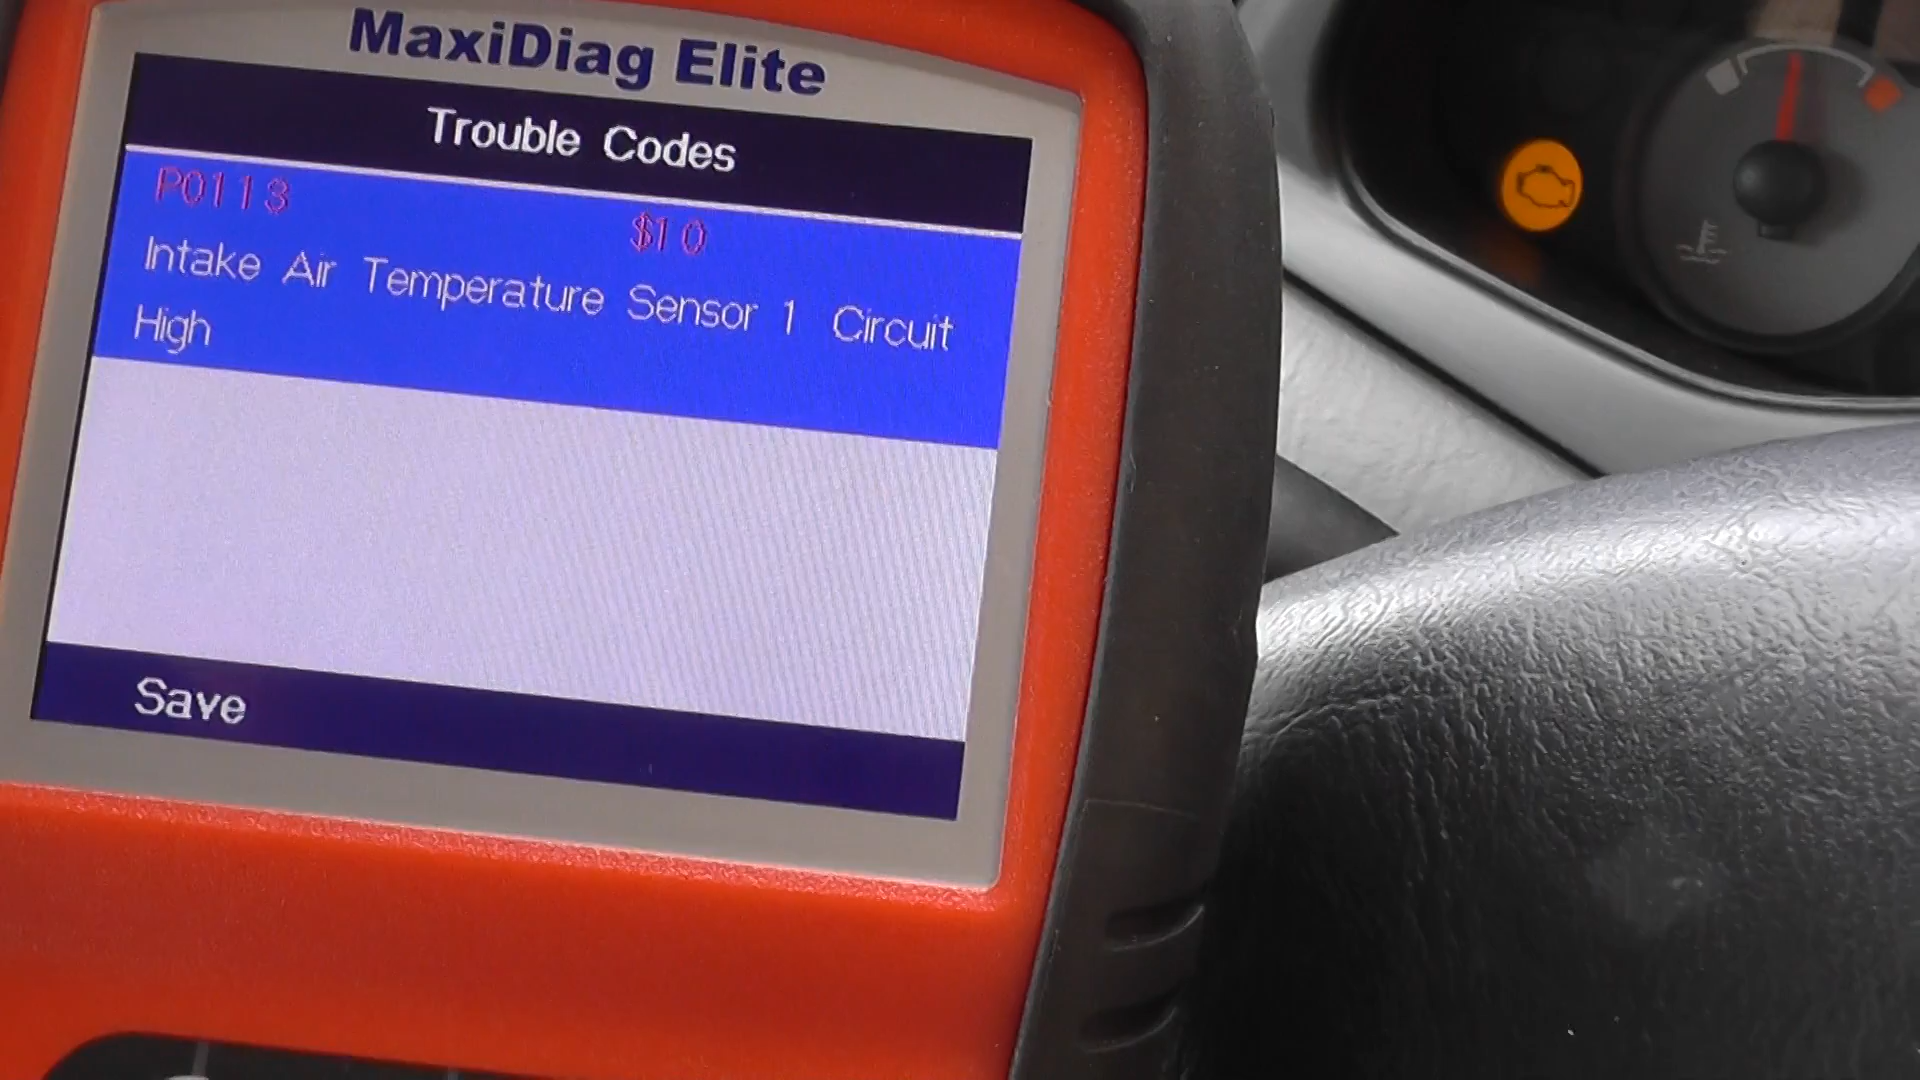 MaxiDiag Elite
Trouble Codes
P0113 $10
Intake Air Temperature Sensor 1 Circuit
High
Save